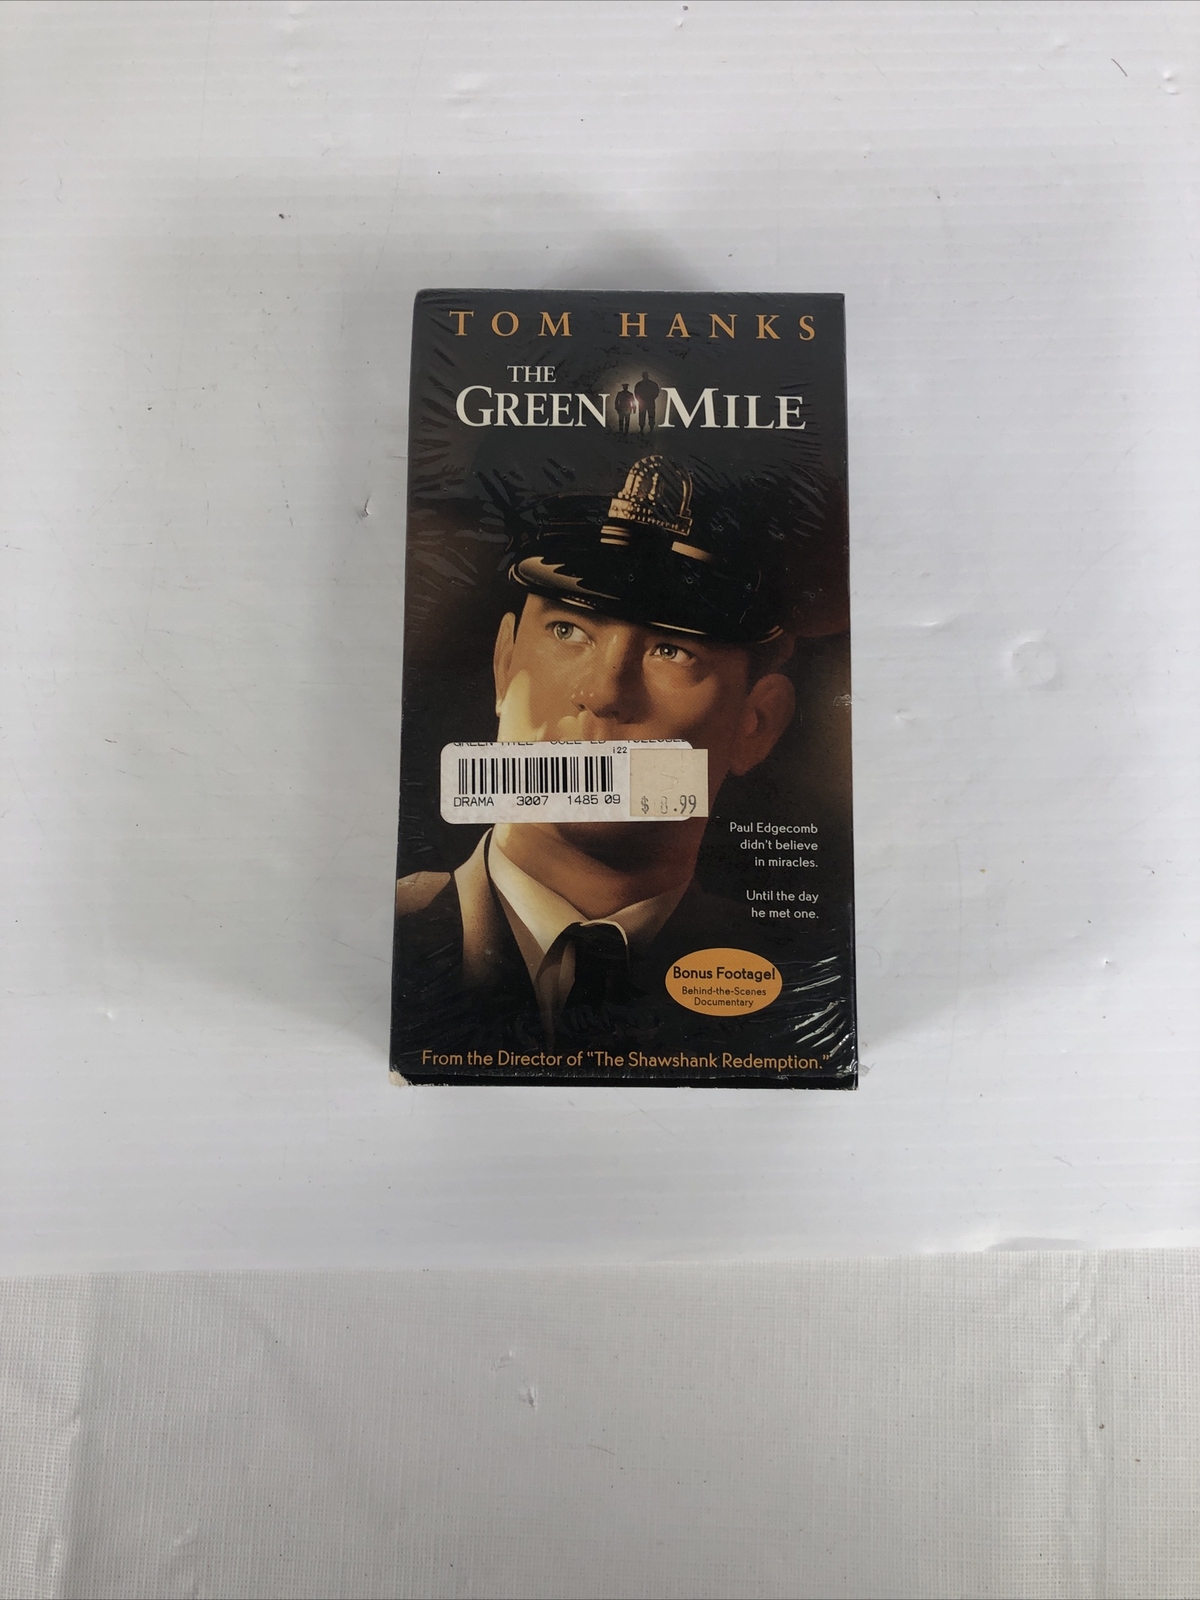 TOM HANKS
THE
GREEN MILE
122
DRAMA 3007 1485 09
$ .99
Paul Edgecomb
didn't believe
in miracles.
Until the day
he met one.
Bonus Footage!
Behind-the-Scenes
Documentary
From the Director of "The Shawshank Redemption."